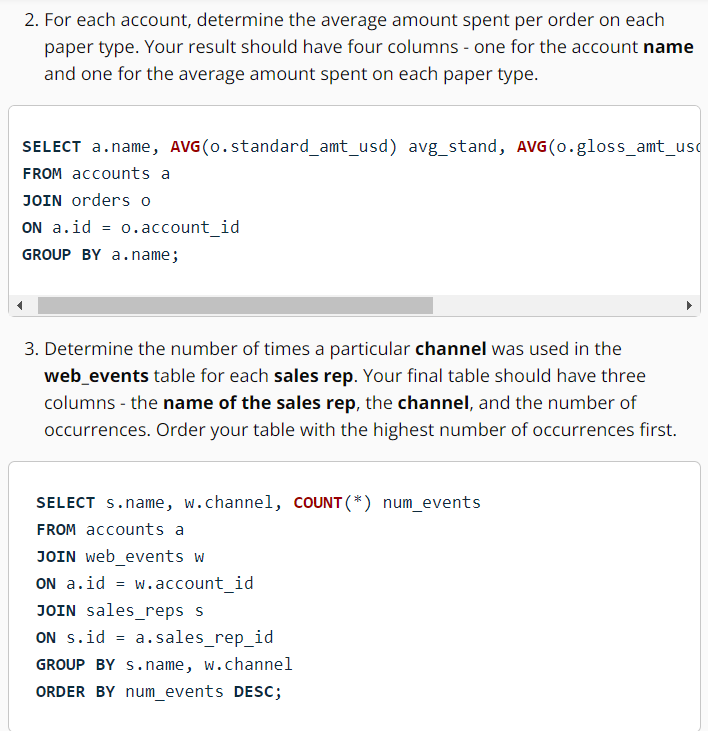 2. For each account, determine the average amount spent per order on each
paper type. Your result should have four columns - one for the account name
and one for the average amount spent on each paper type.
SELECT a.name, AVG(o.standard_amt_usd) avg_stand, AVG(o.gloss_amt_usd
FROM accounts a
JOIN orders o
ON a.id = o.account_id
GROUP BY a.name;
3. Determine the number of times a particular channel was used in the
web_events table for each sales rep. Your final table should have three
columns - the name of the sales rep, the channel, and the number of
occurrences. Order your table with the highest number of occurrences first.
SELECT s.name, w.channel, COUNT(*) num_events
FROM accounts a
JOIN web_events w
ON a.id = w.account_id
JOIN sales_reps s
ON s.id = a.sales_rep_id
GROUP BY s.name, w.channel
ORDER BY num_events DESC;